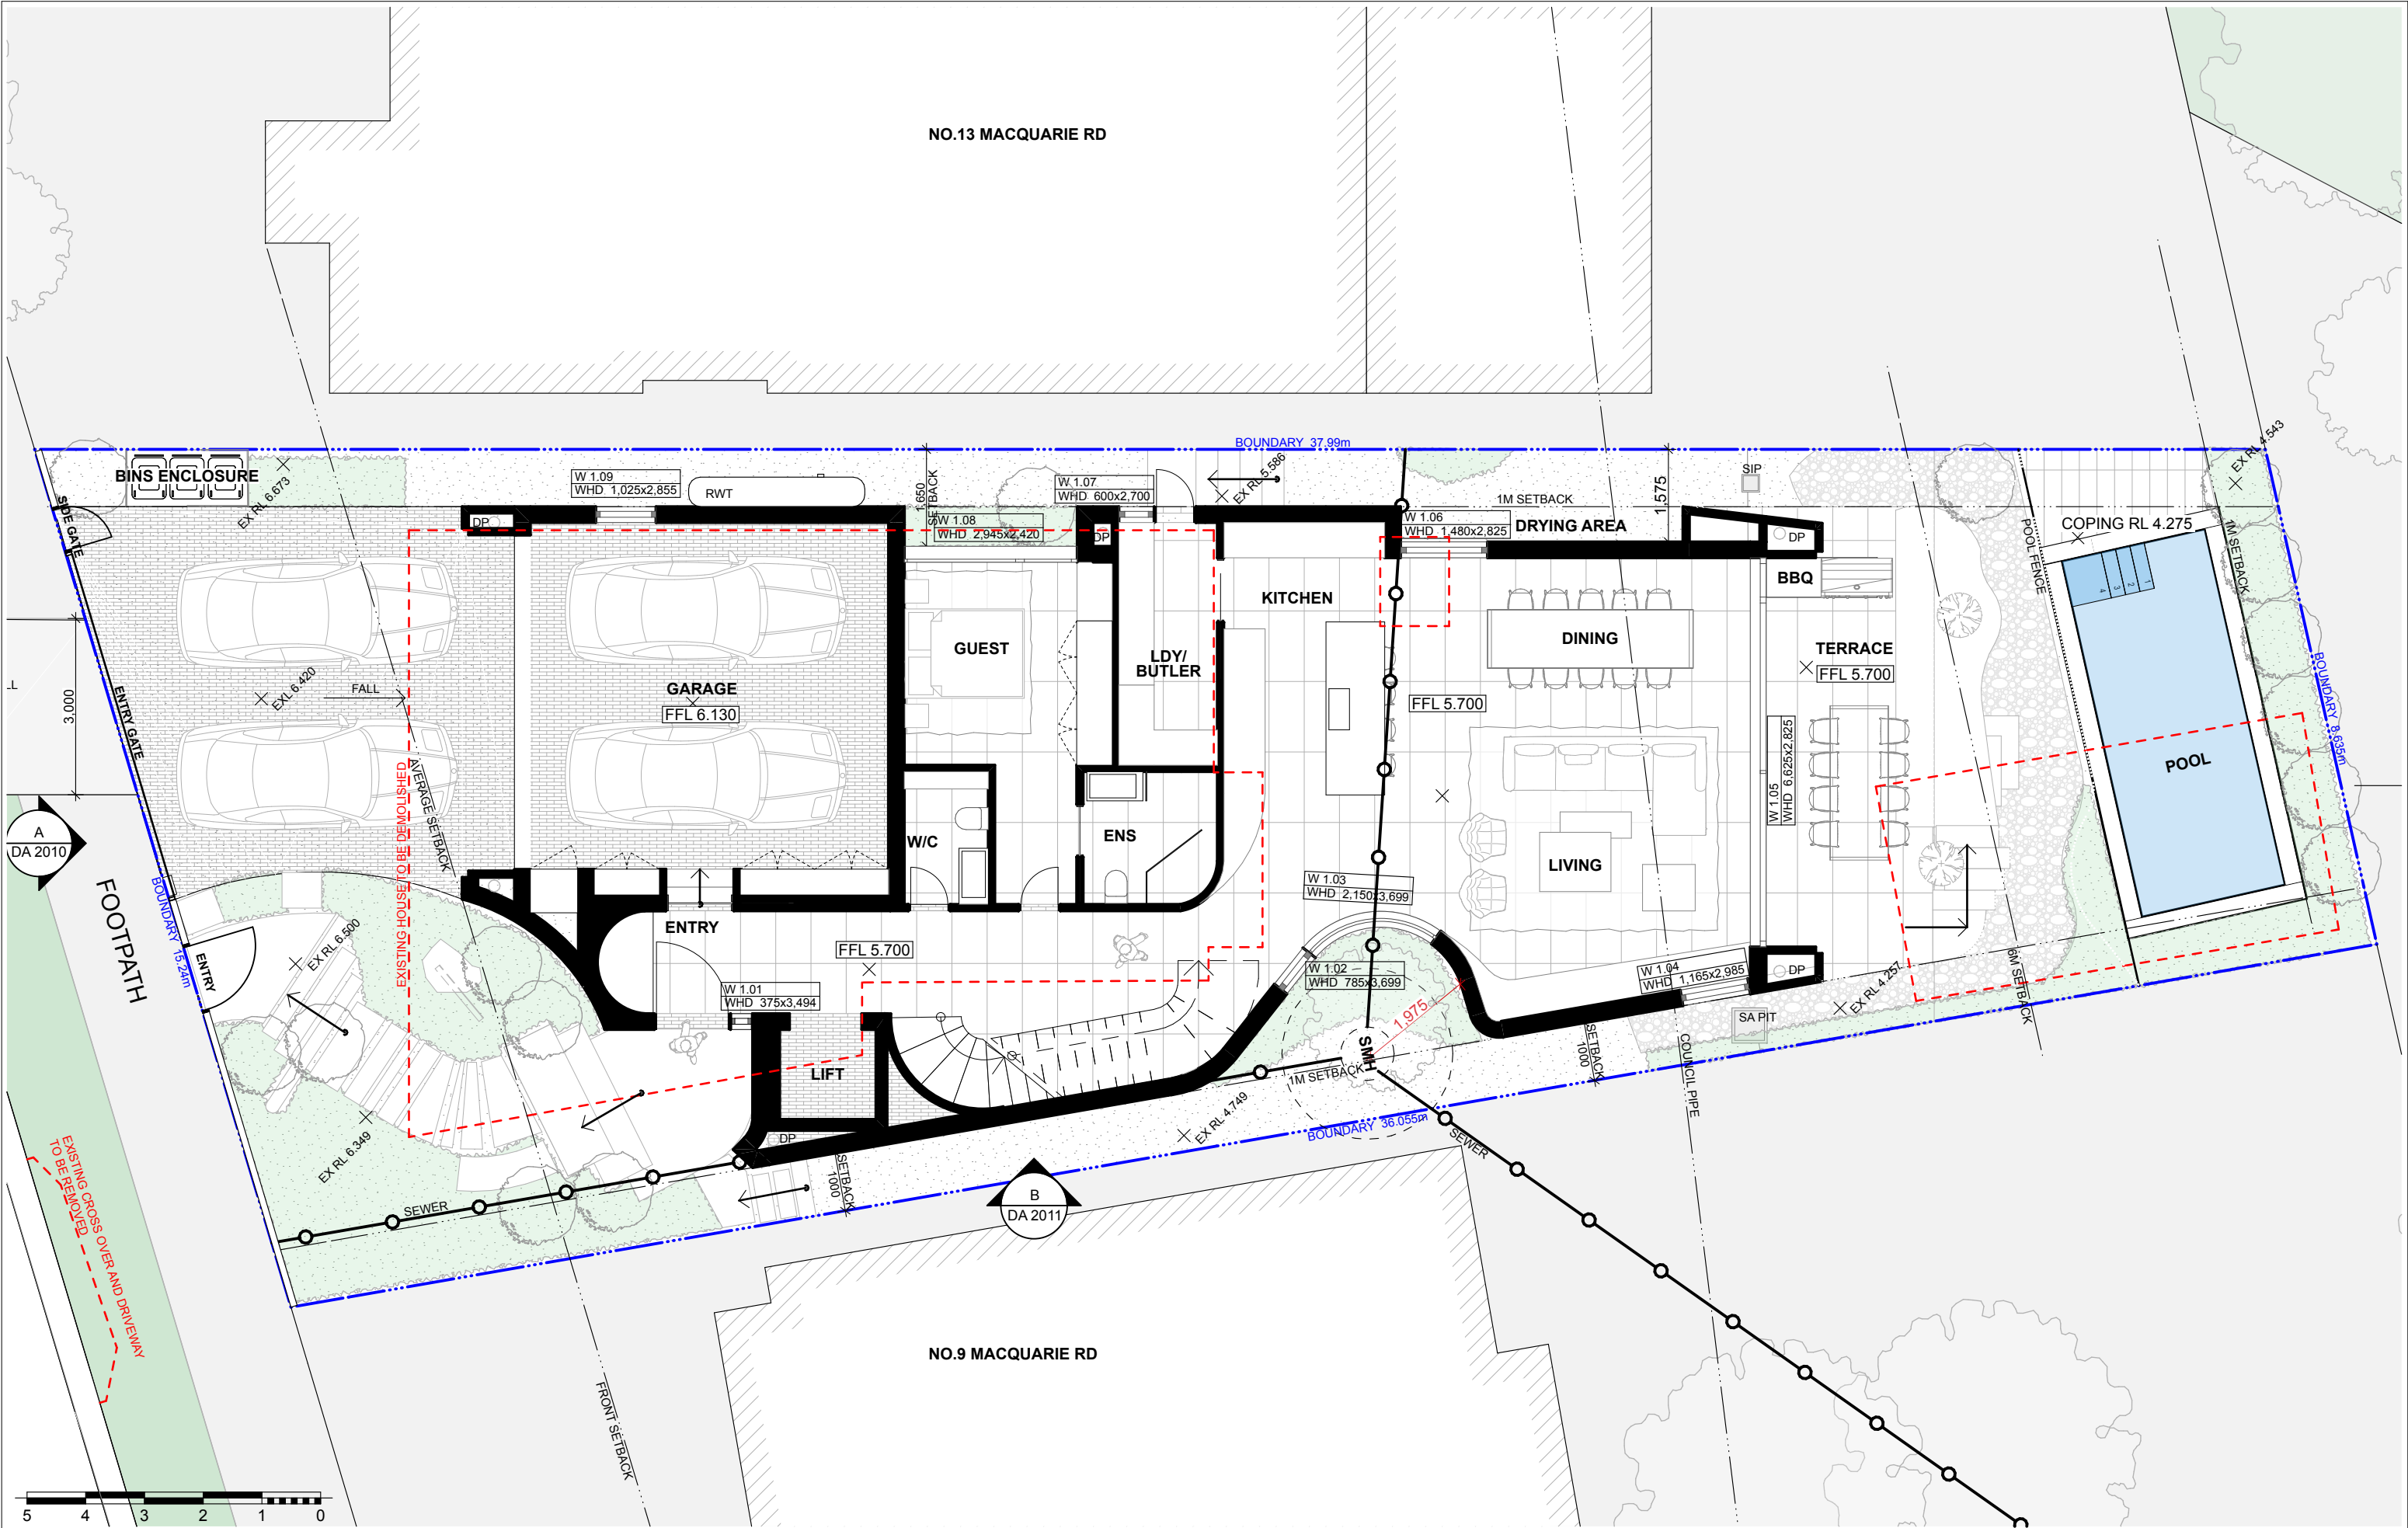 NO.13 MACQUARIE RD
BOUNDARY 37.99m
BINS ENCLOSURE
EX RL 6.673
SIDE GATE
DP
W 1.09
WHD 1,025x2,855
RWT
1,650
SETBACK
W 1.08
WHD 2,945x2,420
W 1.07
WHD 600x2,700
DP
EX RL 5.586
W 1.06
WHD 1,480x2,825
1M SETBACK
DRYING AREA
1,575
SIP
DP
BBQ
POOL FENCE
COPING RL 4.275
1M SETBACK
EX RL 4.543
1
2
3
4
KITCHEN
DINING
GUEST
LDY/
BUTLER
TERRACE
FFL 5.700
GARAGE
FFL 6.130
FFL 5.700
EXL 6.420
FALL
3,000
LL
ENTRY GATE
EXISTING HOUSE TO BE DEMOLISHED
AVERAGE SETBACK
W 1.05
WHD 6,625x2,825
POOL
BOUNDARY 8.635m
A
DA 2010
W/C
ENS
LIVING
W 1.03
WHD 2,150x3,699
FOOTPATH
BOUNDARY 15.24m
ENTRY
EX RL 6.500
ENTRY
FFL 5.700
W 1.01
WHD 375x3,494
W 1.02
WHD 785x3,699
1,975
W 1.04
WHD 1,165x2,985
DP
EX RL 4.257
6M SETBACK
SA PIT
SMH
LIFT
1M SETBACK
SETBACK
1000
COUNCIL PIPE
EX RL 4.749
BOUNDARY 36.055m
SEWER
EX RL 6.349
DP
SETBACK
1000
SEWER
B
DA 2011
EXISTING CROSS OVER AND DRIVEWAY
TO BE REMOVED
NO.9 MACQUARIE RD
FRONT SETBACK
5 4 3 2 1 0